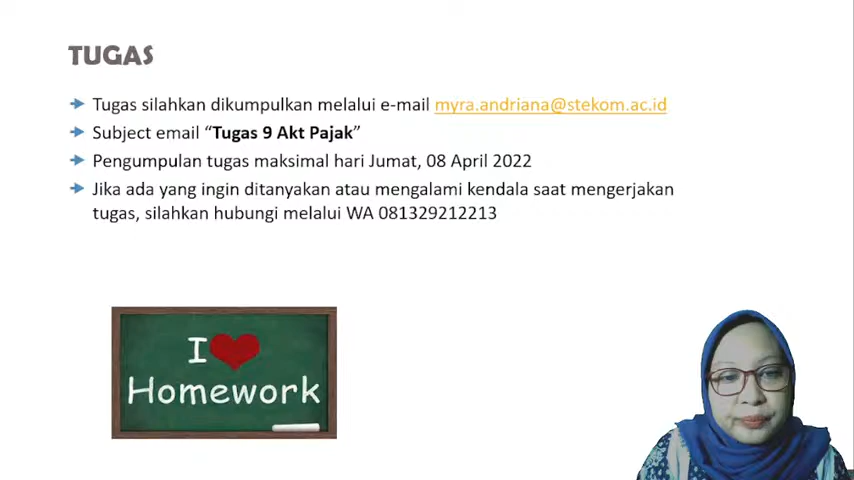 TUGAS
Tugas silahkan dikumpulkan melalui e-mail myra.andriana@stekom.ac.id
Subject email “Tugas 9 Akt Pajak”
Pengumpulan tugas maksimal hari Jumat, 08 April 2022
Jika ada yang ingin ditanyakan atau mengalami kendala saat mengerjakan
tugas, silahkan hubungi melalui WA 081329212213
I
Homework